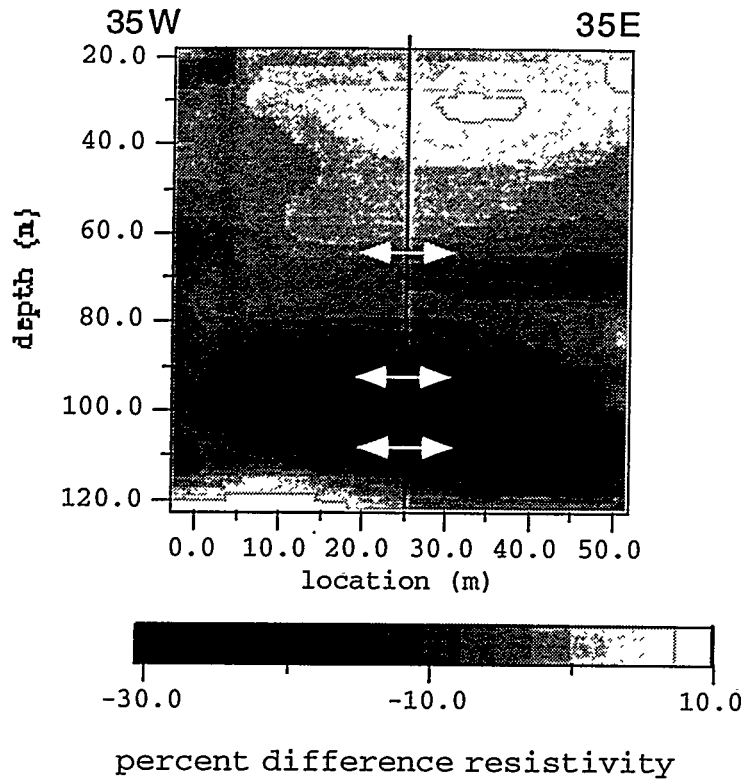 35W 35E
20.0
40.0
60.0
80.0
100.0
120.0
depth (m)
0.0 10.0 20.0 30.0 40.0 50.0
location (m)
-30.0 -10.0 10.0
percent difference resistivity